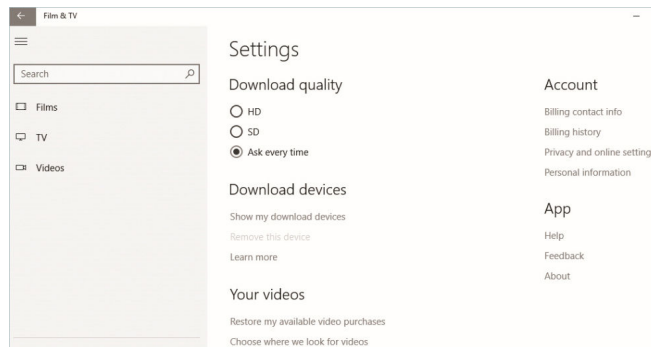 Film & TV
Search
Films
TV
Videos
Settings
Download quality
HD
SD
Ask every time
Download devices
Show my download devices
Remove this device
Learn more
Your videos
Restore my available video purchases
Choose where we look for videos
Account
Billing contact info
Billing history
Privacy and online setting
Personal information
App
Help
Feedback
About